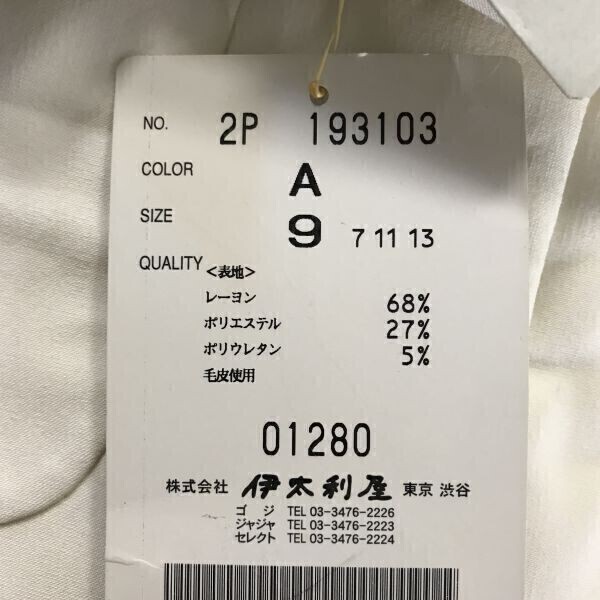 NO. 2P 193103
COLOR A
SIZE 9 7 11 13
QUALITY <表地>
レーヨン 68%
ポリエステル 27%
ポリウレタン 5%
毛皮使用
01280
株式会社 伊太利屋 東京 渋谷
ゴジ TEL 03-3476-2226
ジャジャ TEL 03-3476-2223
セレクト TEL 03-3476-2224